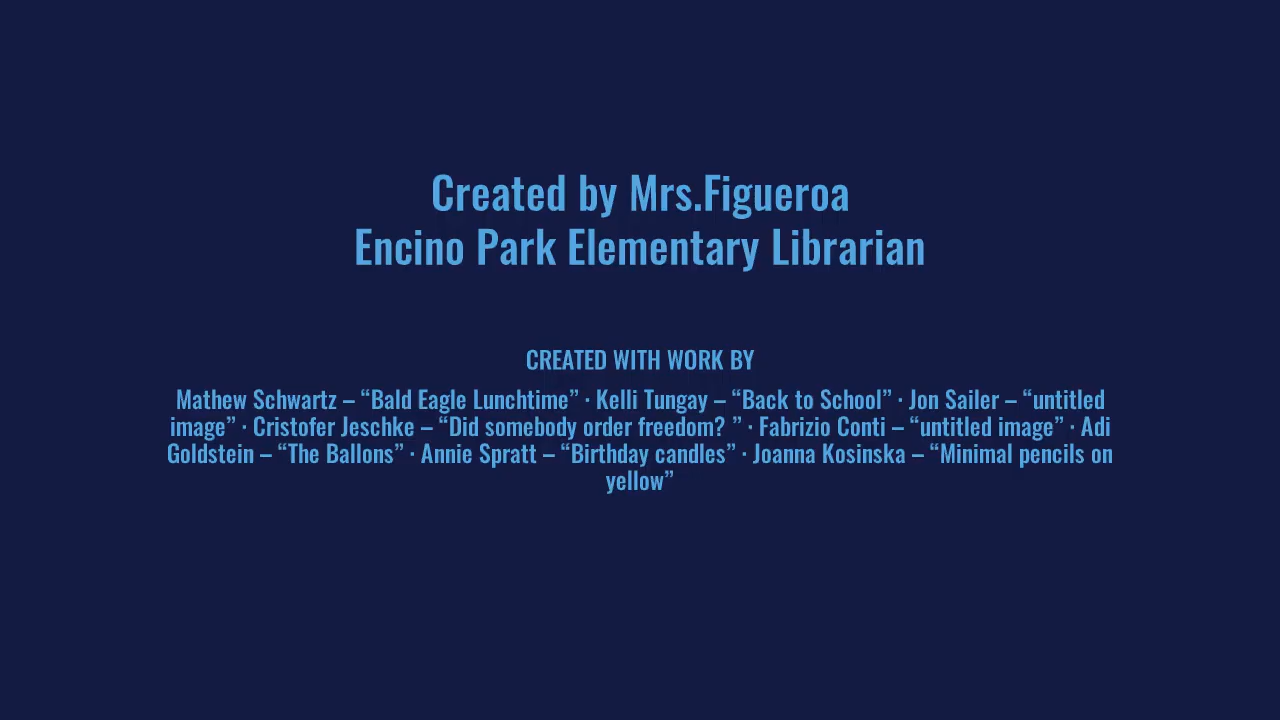 Created by Mrs.Figueroa
Encino Park Elementary Librarian
CREATED WITH WORK BY
Mathew Schwartz – “Bald Eagle Lunchtime” · Kelli Tungay – “Back to School” · Jon Sailer – “untitled
image” · Cristofer Jeschke – “Did somebody order freedom? ” · Fabrizio Conti – “untitled image” · Adi
Goldstein – “The Ballons” · Annie Spratt – “Birthday candles” · Joanna Kosinska – “Minimal pencils on
yellow”